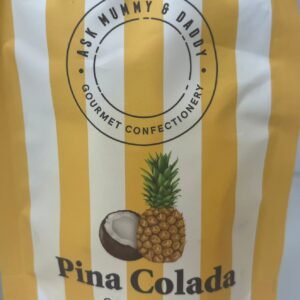 ASK MUMMY & DADDY
GOURMET CONFECTIONERY
Pina Colada